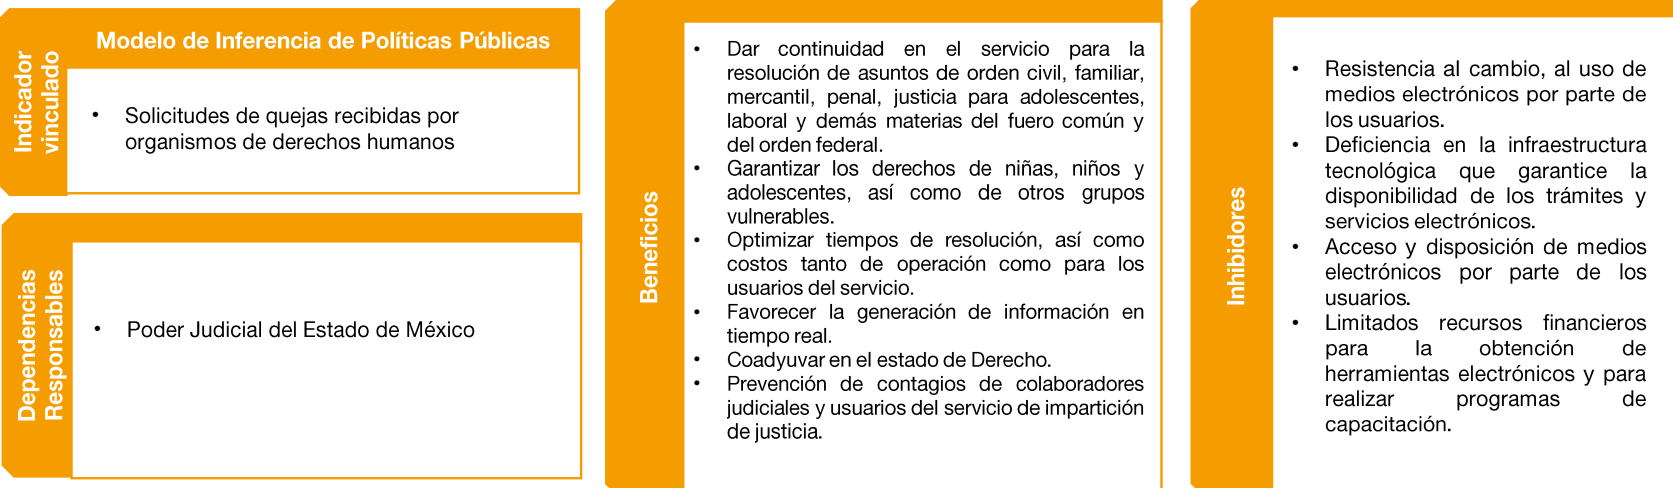 Indicador
vinculado
Modelo de Inferencia de Políticas Públicas
• Solicitudes de quejas recibidas por
organismos de derechos humanos
Dependencias
Responsables
• Poder Judicial del Estado de México
Beneficios
• Dar continuidad en el servicio para la
resolución de asuntos de orden civil, familiar,
mercantil, penal, justicia para adolescentes,
laboral y demás materias del fuero común y
del orden federal.
• Garantizar los derechos de niñas, niños y
adolescentes, así como de otros grupos
vulnerables.
• Optimizar tiempos de resolución, así como
costos tanto de operación como para los
usuarios del servicio.
• Favorecer la generación de información en
tiempo real.
• Coadyuvar en el estado de Derecho.
• Prevención de contagios de colaboradores
judiciales y usuarios del servicio de impartición
de justicia.
Inhibidores
• Resistencia al cambio, al uso de
medios electrónicos por parte de
los usuarios.
• Deficiencia en la infraestructura
tecnológica que garantice la
disponibilidad de los trámites y
servicios electrónicos.
• Acceso y disposición de medios
electrónicos por parte de los
usuarios.
• Limitados recursos financieros
para la obtención de
herramientas electrónicos y para
realizar programas de
capacitación.